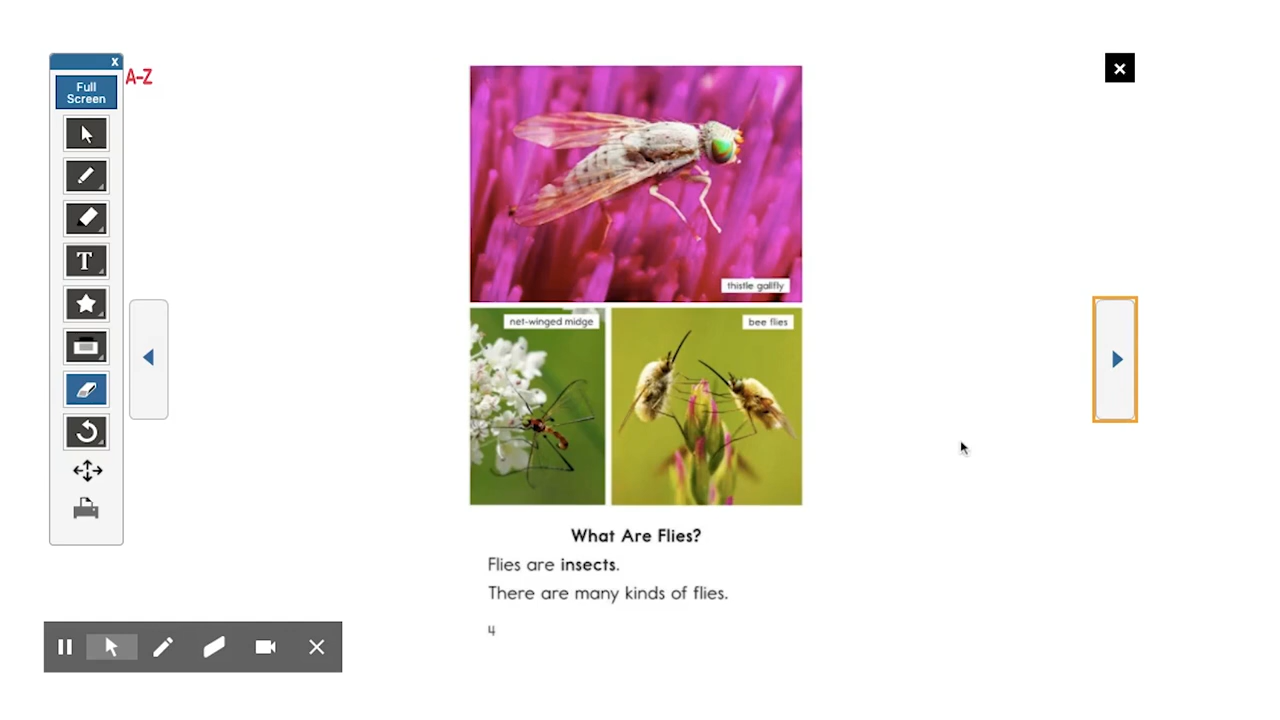 X
Full
Screen
A-Z
T
thistle gallfly
net-winged midge
bee flies
What Are Flies?
Flies are insects.
There are many kinds of flies.
4